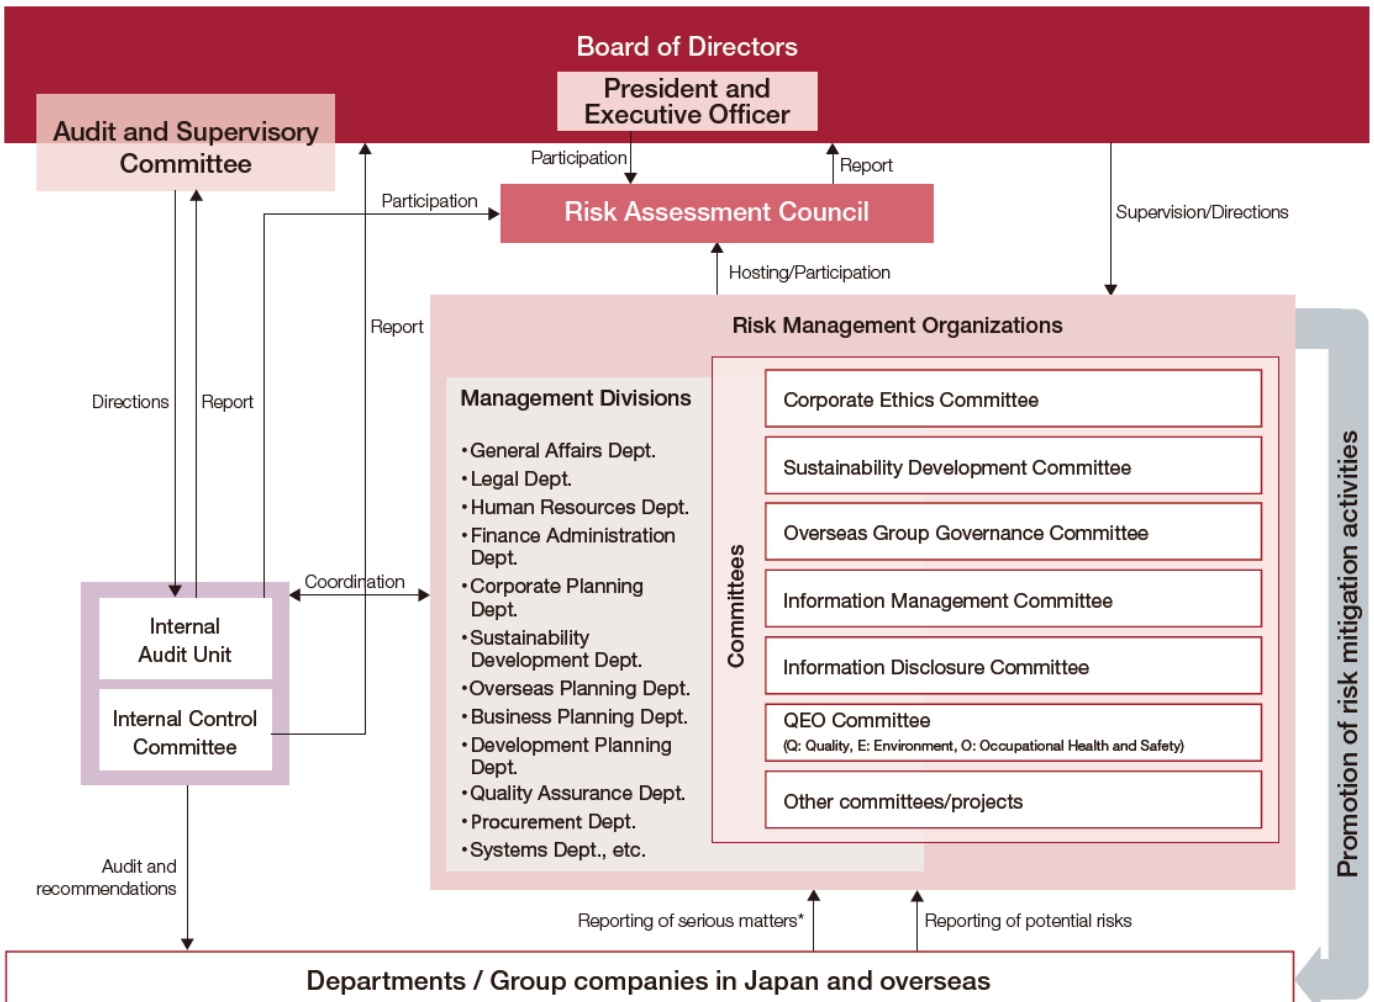 Board of Directors
President and
Executive Officer
Audit and Supervisory
Committee
Participation
Report
Participation
Risk Assessment Council
Supervision/Directions
Hosting/Participation
Report
Directions
Report
Risk Management Organizations
Management Divisions
・General Affairs Dept.
・Legal Dept.
・Human Resources Dept.
・Finance Administration
Dept.
・Corporate Planning
Dept.
・Sustainability
Development Dept.
・Overseas Planning Dept.
・Business Planning Dept.
・Development Planning
Dept.
・Quality Assurance Dept.
・Procurement Dept.
・Systems Dept., etc.
Committees
Corporate Ethics Committee
Sustainability Development Committee
Overseas Group Governance Committee
Information Management Committee
Information Disclosure Committee
QEO Committee
(Q: Quality, E: Environment, O: Occupational Health and Safety)
Other committees/projects
Promotion of risk mitigation activities
Coordination
Internal
Audit Unit
Internal Control
Committee
Audit and
recommendations
Reporting of serious matters*
Reporting of potential risks
Departments / Group companies in Japan and overseas